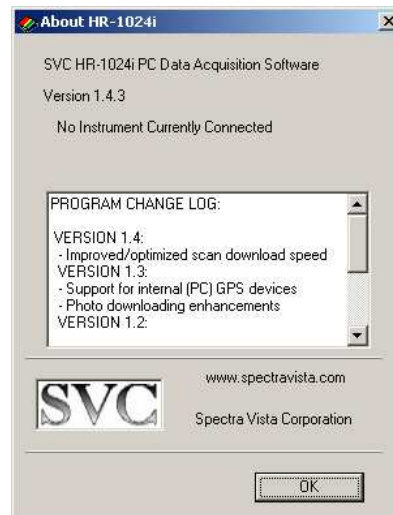 About HR-1024i
SVC HR-1024i PC Data Acquisition Software
Version 1.4.3
No Instrument Currently Connected
PROGRAM CHANGE LOG:
VERSION 1.4:
- Improved/optimized scan download speed
VERSION 1.3:
- Support for internal (PC) GPS devices
- Photo downloading enhancements
VERSION 1.2:
SVC
www.spectravista.com
Spectra Vista Corporation
OK